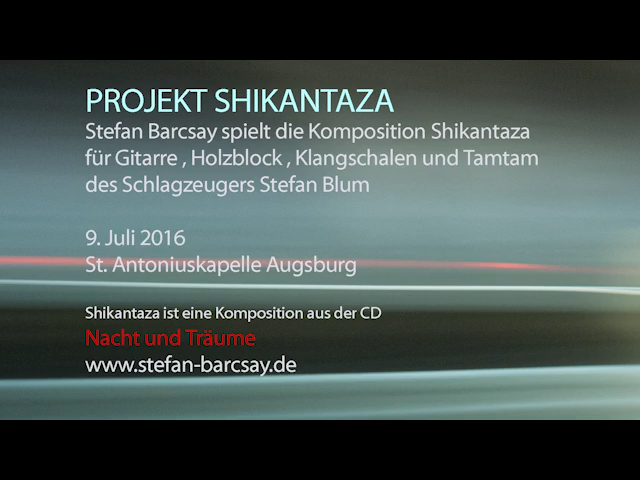 PROJEKT SHIKANTAZA
Stefan Barcsay spielt die Komposition Shikantaza
für Gitarre , Holzblock , Klangschalen und Tamtam
des Schlagzeugers Stefan Blum
9. Juli 2016
St. Antoniuskapelle Augsburg
Shikantaza ist eine Komposition aus der CD
Nacht und Träume
www.stefan-barcsay.de